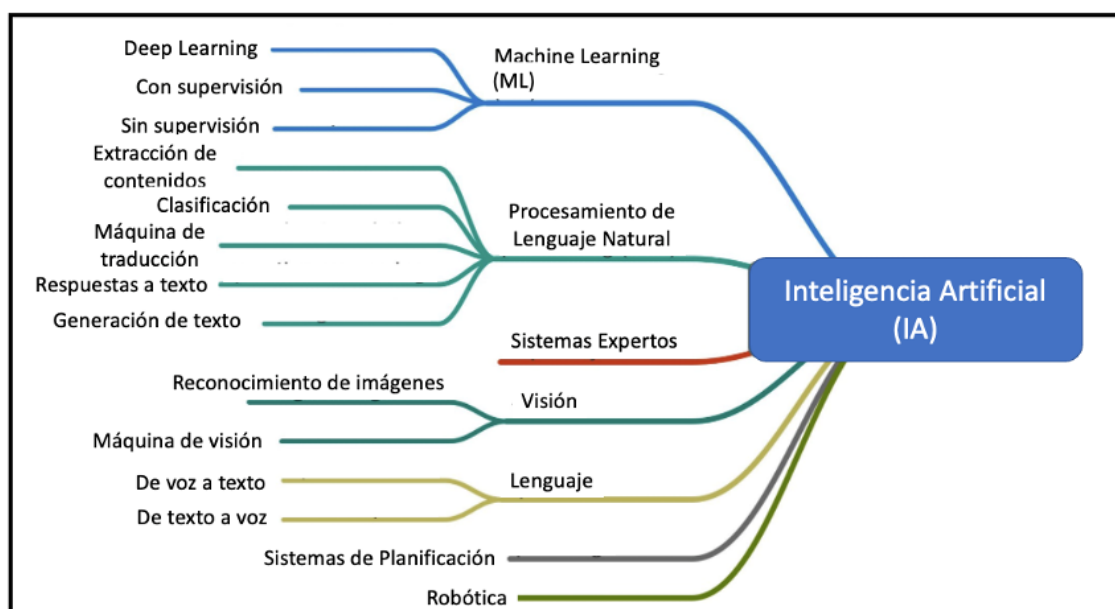 Deep Learning
Con supervisión
Sin supervisión
Machine Learning
(ML)
Extracción de
contenidos
Clasificación
Máquina de
traducción
Respuestas a texto
Generación de texto
Procesamiento de
Lenguaje Natural
Inteligencia Artificial
(IA)
Sistemas Expertos
Reconocimiento de imágenes
Máquina de visión
Visión
De voz a texto
De texto a voz
Lenguaje
Sistemas de Planificación
Robótica